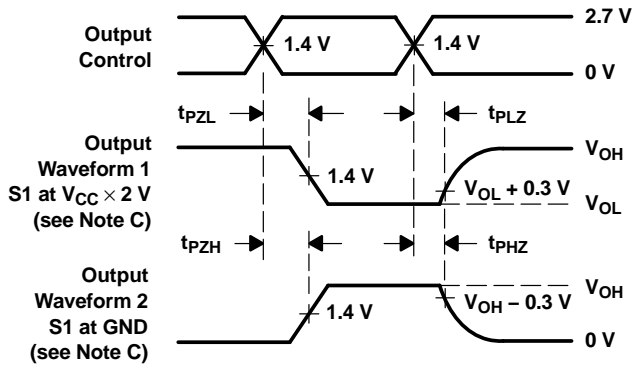 2.7 V
Output
Control
1.4 V
1.4 V
0 V
tPZL
tPLZ
Output
Waveform 1
S1 at VCC × 2 V
(see Note C)
VOH
1.4 V
VOL + 0.3 V
VOL
tPZH
tPHZ
Output
Waveform 2
S1 at GND
(see Note C)
VOH
VOH – 0.3 V
1.4 V
0 V